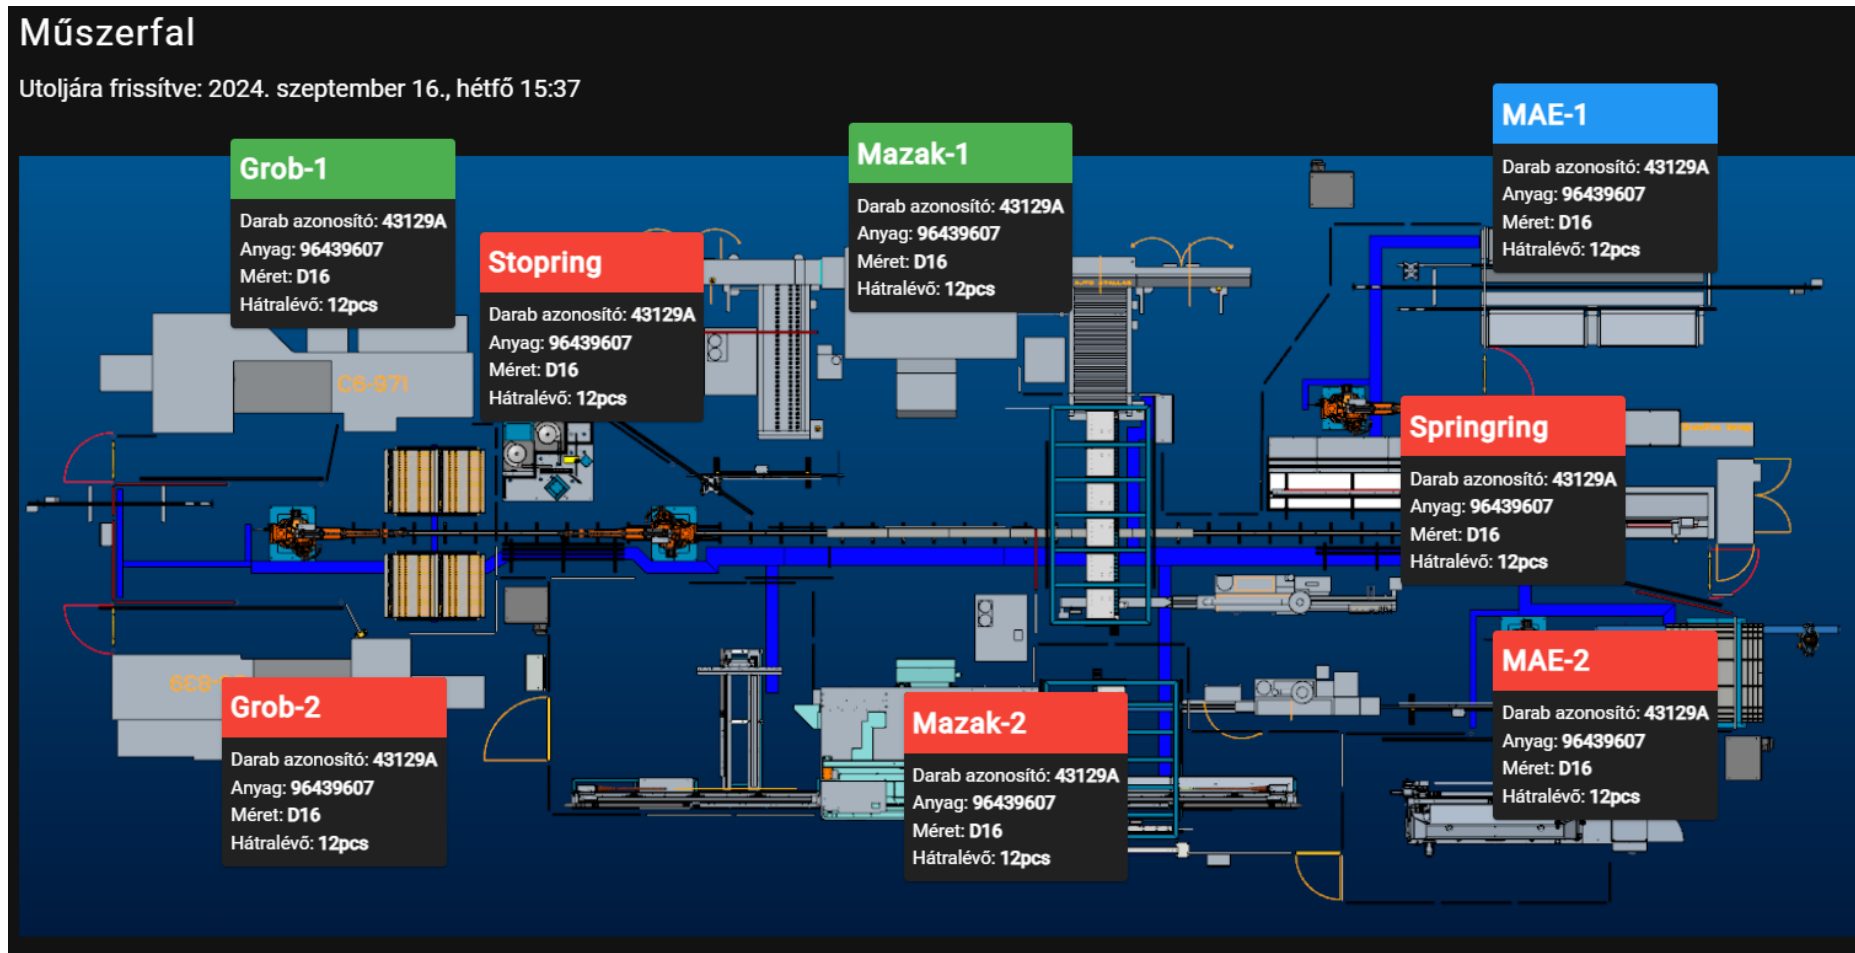 Műszerfal
Utoljára frissítve: 2024. szeptember 16., hétfő 15:37
Grob-1
Darab azonosító: 43129A
Anyag: 96439607
Méret: D16
Hátralévő: 12pcs
Stopring
Darab azonosító: 43129A
Anyag: 96439607
Méret: D16
Hátralévő: 12pcs
Mazak-1
Darab azonosító: 43129A
Anyag: 96439607
Méret: D16
Hátralévő: 12pcs
MAE-1
Darab azonosító: 43129A
Anyag: 96439607
Méret: D16
Hátralévő: 12pcs
C6-971
Springring
Darab azonosító: 43129A
Anyag: 96439607
Méret: D16
Hátralévő: 12pcs
Grob-2
Darab azonosító: 43129A
Anyag: 96439607
Méret: D16
Hátralévő: 12pcs
Mazak-2
Darab azonosító: 43129A
Anyag: 96439607
Méret: D16
Hátralévő: 12pcs
MAE-2
Darab azonosító: 43129A
Anyag: 96439607
Méret: D16
Hátralévő: 12pcs